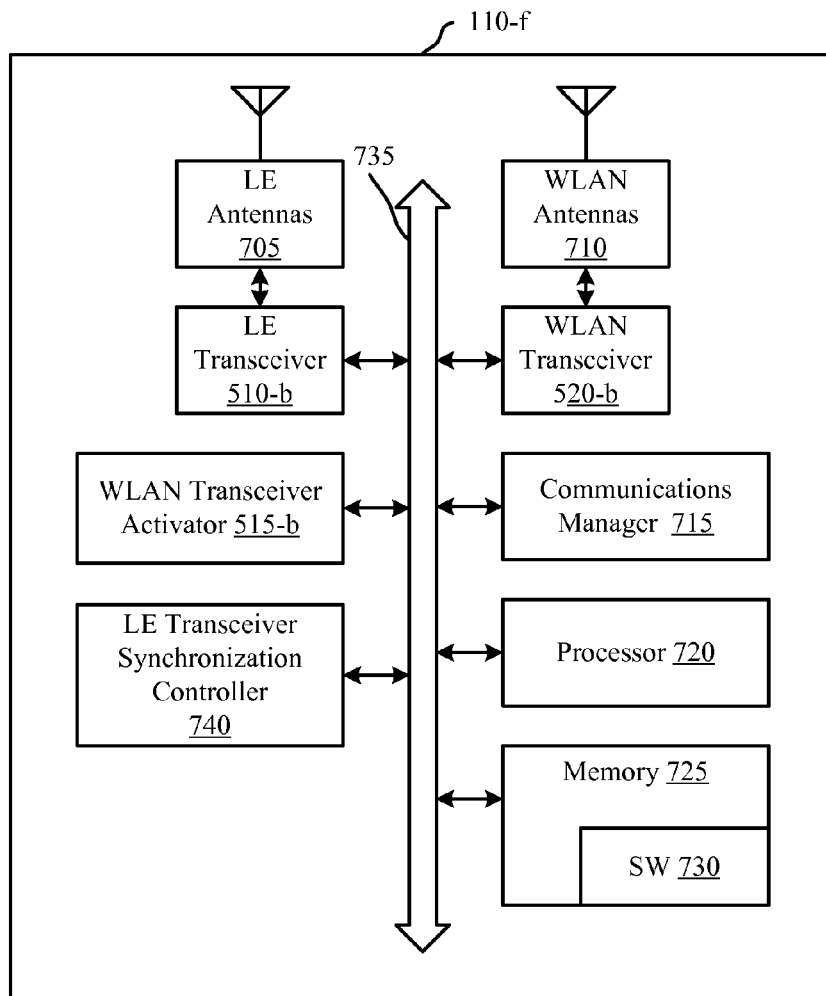 110-f
735
LE
Antennas
705
WLAN
Antennas
710
LE
Transceiver
510-b
WLAN
Transceiver
520-b
WLAN Transceiver
Activator 515-b
Communications
Manager 715
LE Transceiver
Synchronization
Controller
740
Processor 720
Memory 725
SW 730